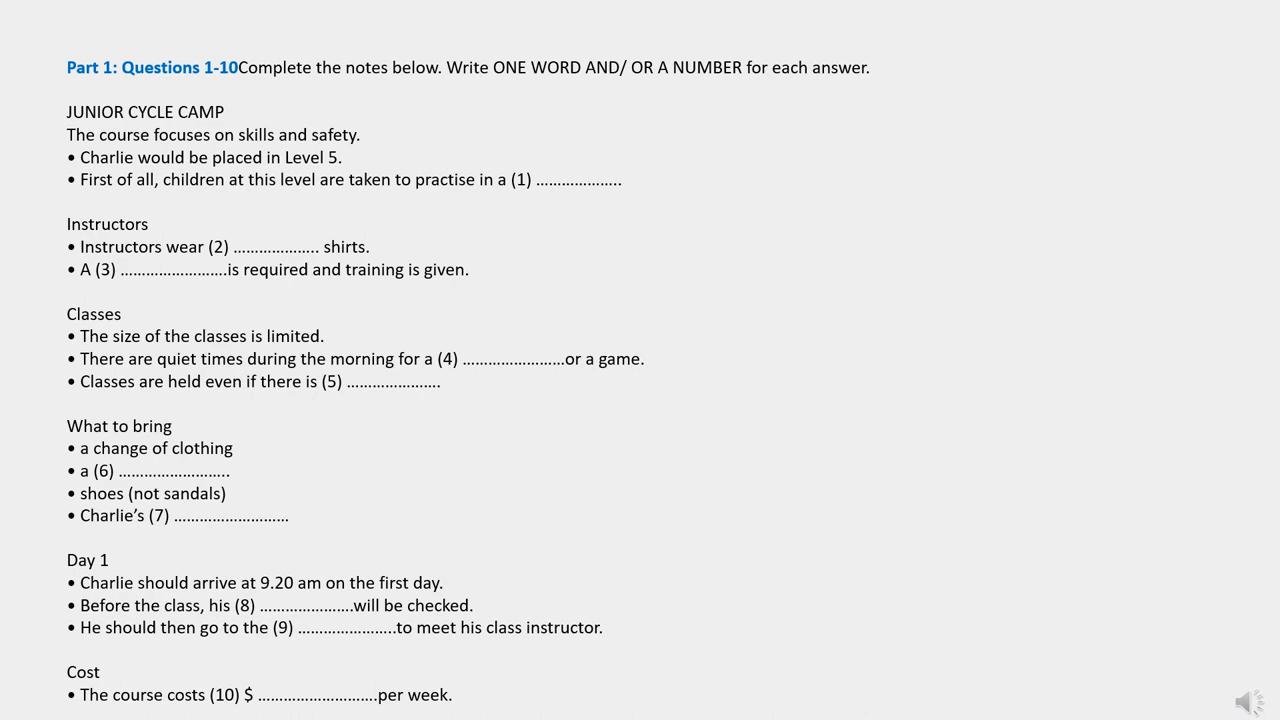 Part 1: Questions 1-10Complete the notes below. Write ONE WORD AND/ OR A NUMBER for each answer.
JUNIOR CYCLE CAMP
The course focuses on skills and safety.
• Charlie would be placed in Level 5.
• First of all, children at this level are taken to practise in a (1) ………………..
Instructors
• Instructors wear (2) ……………….. shirts.
• A (3) …………………….is required and training is given.
Classes
• The size of the classes is limited.
• There are quiet times during the morning for a (4) ……………………or a game.
• Classes are held even if there is (5) ………………….
What to bring
• a change of clothing
• a (6) ……………………..
• shoes (not sandals)
• Charlie’s (7) ………………………
Day 1
• Charlie should arrive at 9.20 am on the first day.
• Before the class, his (8) ………………….will be checked.
• He should then go to the (9) …………………..to meet his class instructor.
Cost
• The course costs (10) $ ……………………….per week.